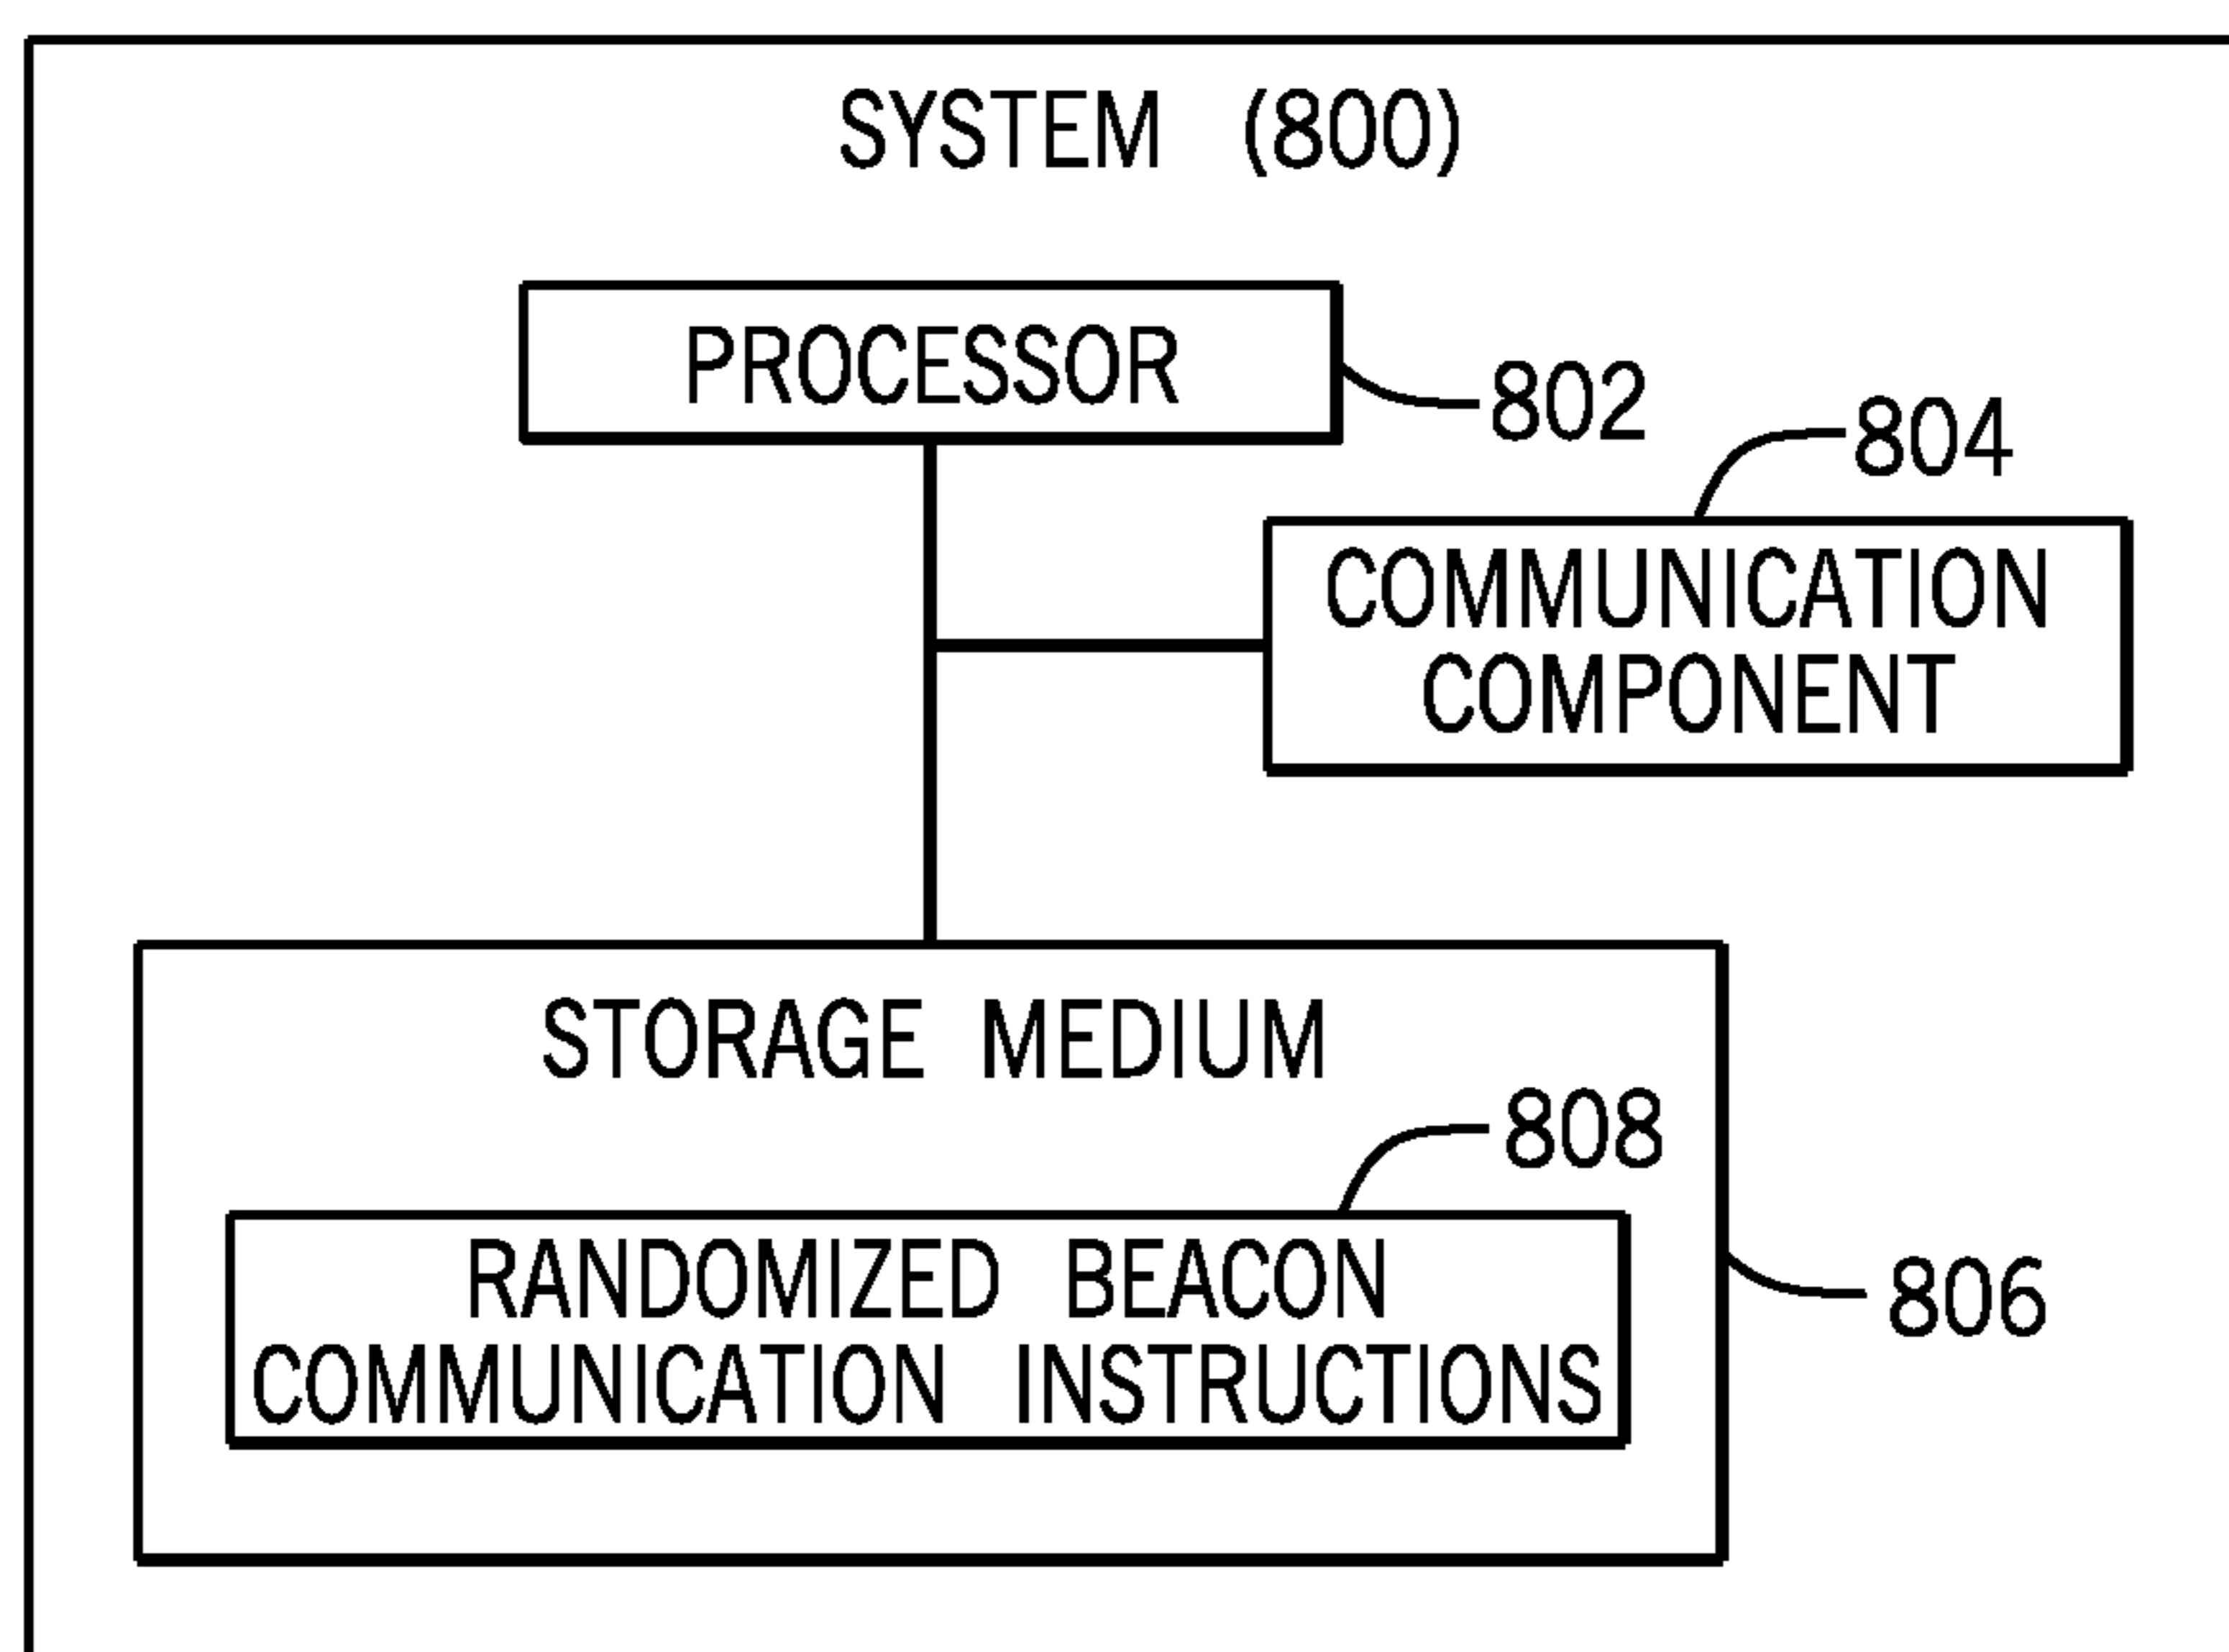 SYSTEM (800)
PROCESSOR
802
804
COMMUNICATION
COMPONENT
STORAGE MEDIUM
808
RANDOMIZED BEACON
COMMUNICATION INSTRUCTIONS
806